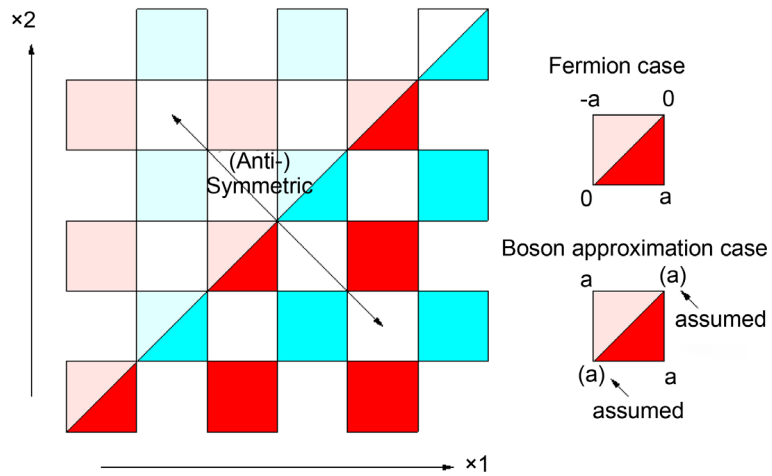 ×2
(Anti-)
Symmetric
×1
Fermion case
-a 0
0 a
Boson approximation case
a (a)
assumed
(a) a
assumed